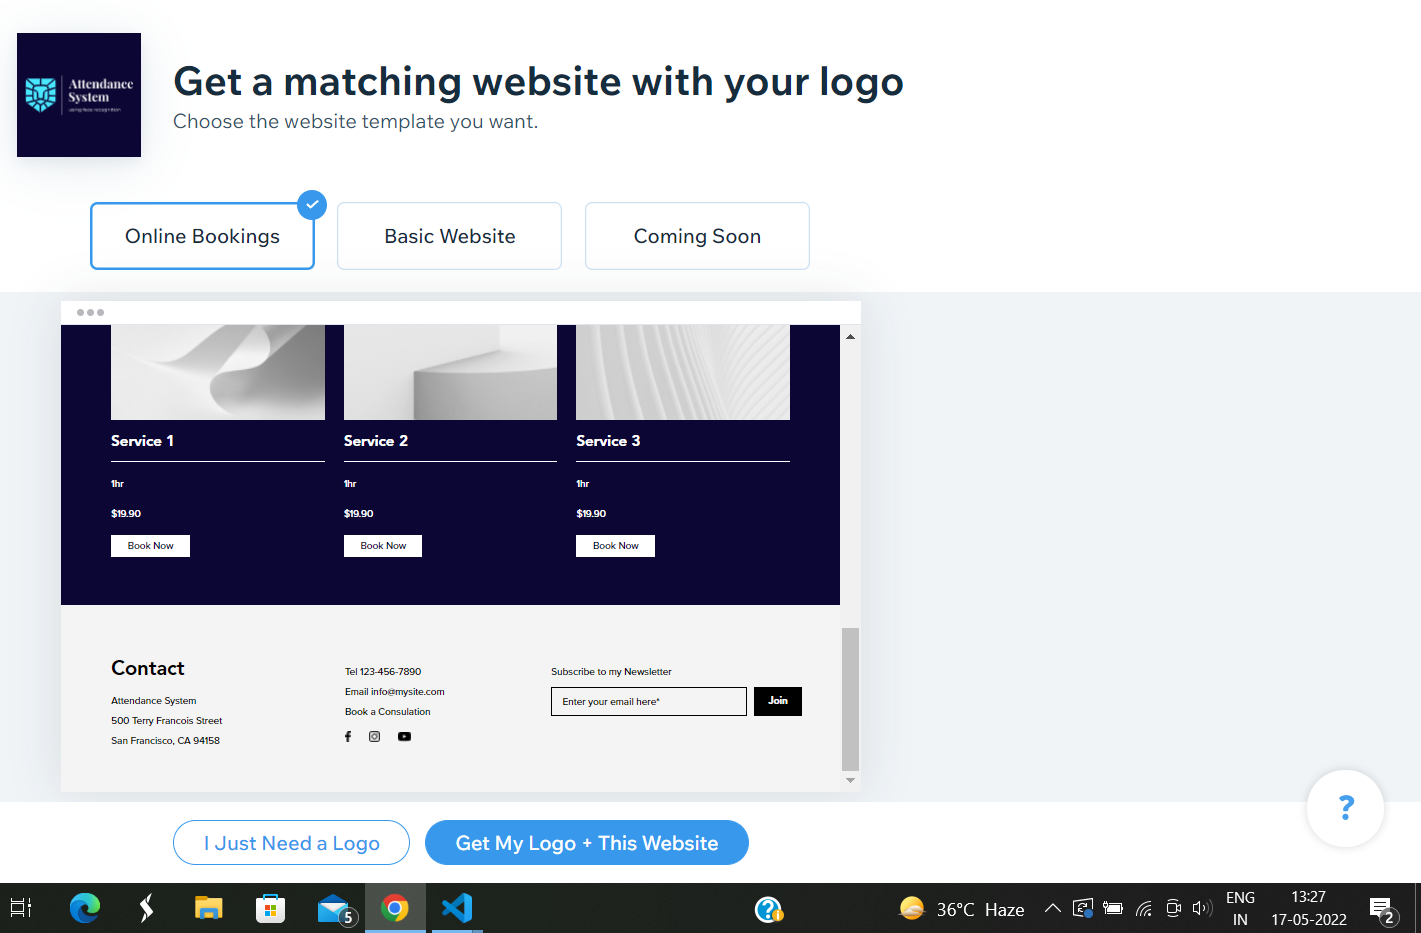 Attendance
System
Get a matching website with your logo
Choose the website template you want.
Online Bookings
Basic Website
Coming Soon
Service 1
Service 2
Service 3
1hr
1hr
1hr
$19.90
$19.90
$19.90
Book Now
Book Now
Book Now
Contact
Attendance System
500 Terry Francois Street
San Francisco, CA 94158
Tel 123-456-7890
Email info@mysite.com
Book a Consulation
Subscribe to my Newsletter
Enter your email here*
Join
?
I Just Need a Logo
Get My Logo + This Website
5
36°C Haze
ENG
IN
13:27
17-05-2022
2